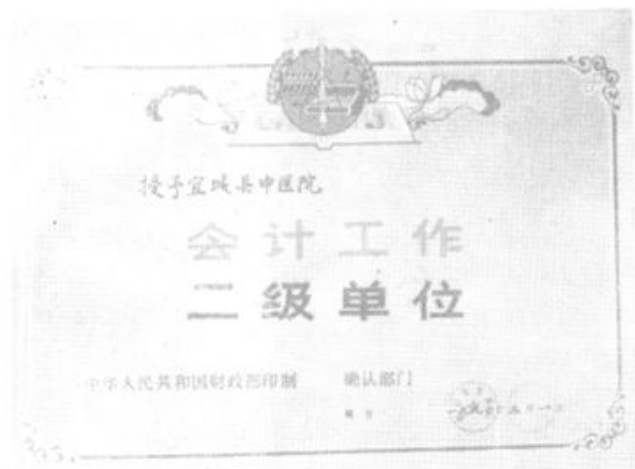 授予宜城县中医院
会计工作
二级单位
中华人民共和国财政部印制 确认部门